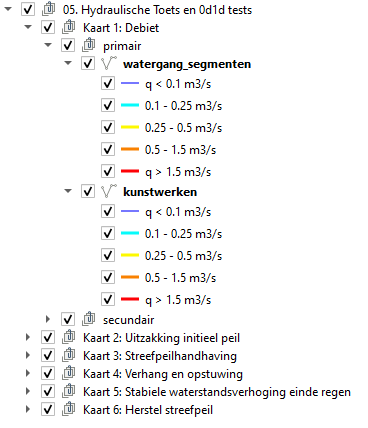 05. Hydraulische Toets en 0d1d tests
Kaart 1: Debiet
primair
watergang_segmenten
q < 0.1 m3/s
0.1 - 0.25 m3/s
0.25 - 0.5 m3/s
0.5 - 1.5 m3/s
q > 1.5 m3/s
kunstwerken
q < 0.1 m3/s
0.1 - 0.25 m3/s
0.25 - 0.5 m3/s
0.5 - 1.5 m3/s
q > 1.5 m3/s
secundair
Kaart 2: Uitzakking initieel peil
Kaart 3: Streefpeilhandhaving
Kaart 4: Verhang en opstuwing
Kaart 5: Stabiele waterstandsverhoging einde regen
Kaart 6: Herstel streefpeil